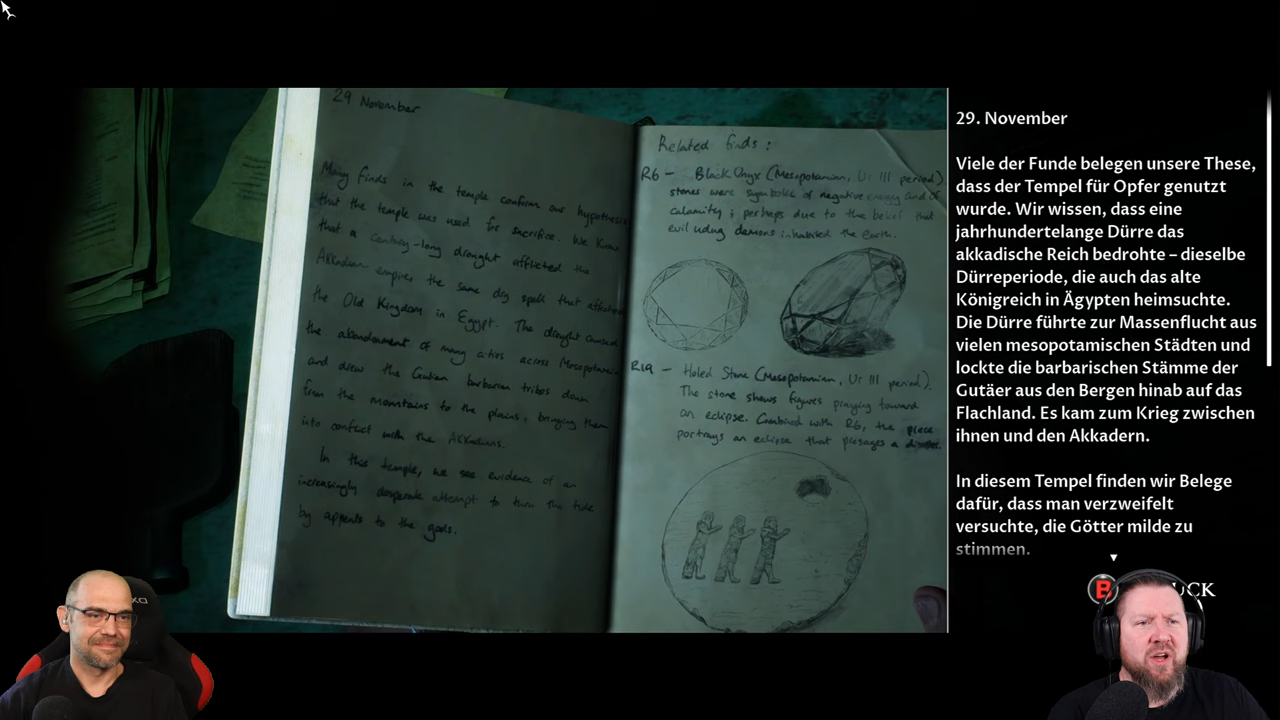 29 November
Many finds in the temple confirm our hypothesis
that the temple was used for sacrifice. We know
that a century-long drought afflicted the
Akkadian empire, the same dry spell that affected
the Old Kingdom in Egypt. The drought caused
the abandonment of many cities across Mesopotamia
and drew the Gutian barbarian tribes down
from the mountains to the plains, bringing them
into conflict with the Akkadians.
In this temple, we see evidence of an
increasingly desperate attempt to turn the tide
by appeals to the gods.
Related finds:
R6 - Black Onyx (Mesopotamian, Ur III period)
stones were symbolic of negative energy and of
calamity; perhaps due to the belief that
evil udug demons inhabited the earth.
R19 - Holed Stone (Mesopotamian, Ur III period).
The stone shows figures praying toward
an eclipse. Combined with R6, the piece
portrays an eclipse that presages a
29. November
Viele der Funde belegen unsere These,
dass der Tempel für Opfer genutzt
wurde. Wir wissen, dass eine
jahrhundertelange Dürre das
akkadische Reich bedrohte – dieselbe
Dürreperiode, die auch das alte
Königreich in Ägypten heimsuchte.
Die Dürre führte zur Massenflucht aus
vielen mesopotamischen Städten und
lockte die barbarischen Stämme der
Gutäer aus den Bergen hinab auf das
Flachland. Es kam zum Krieg zwischen
ihnen und den Akkadern.
In diesem Tempel finden wir Belege
dafür, dass man verzweifelt
versuchte, die Götter milde zu
stimmen.
B